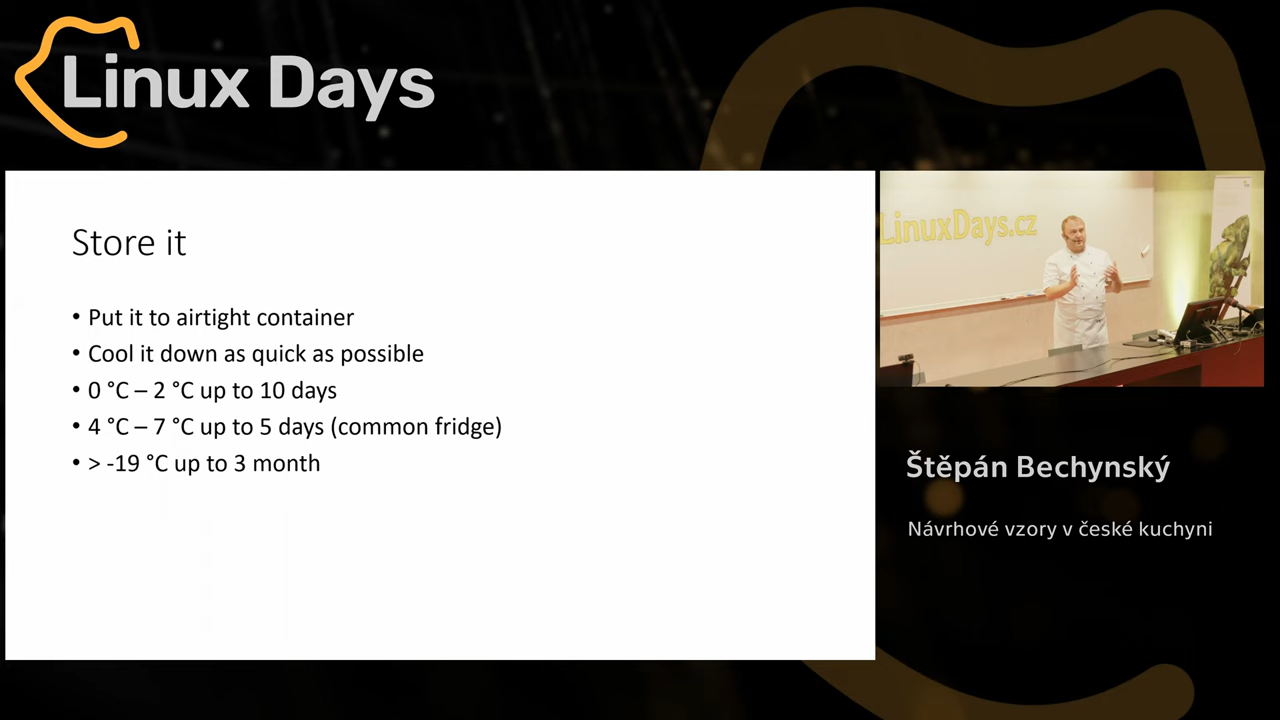 Linux Days
Store it
• Put it to airtight container
• Cool it down as quick as possible
• 0 °C – 2 °C up to 10 days
• 4 °C – 7 °C up to 5 days (common fridge)
• > -19 °C up to 3 month
LinuxDays.cz
Štěpán Bechynský
Návrhové vzory v české kuchyni